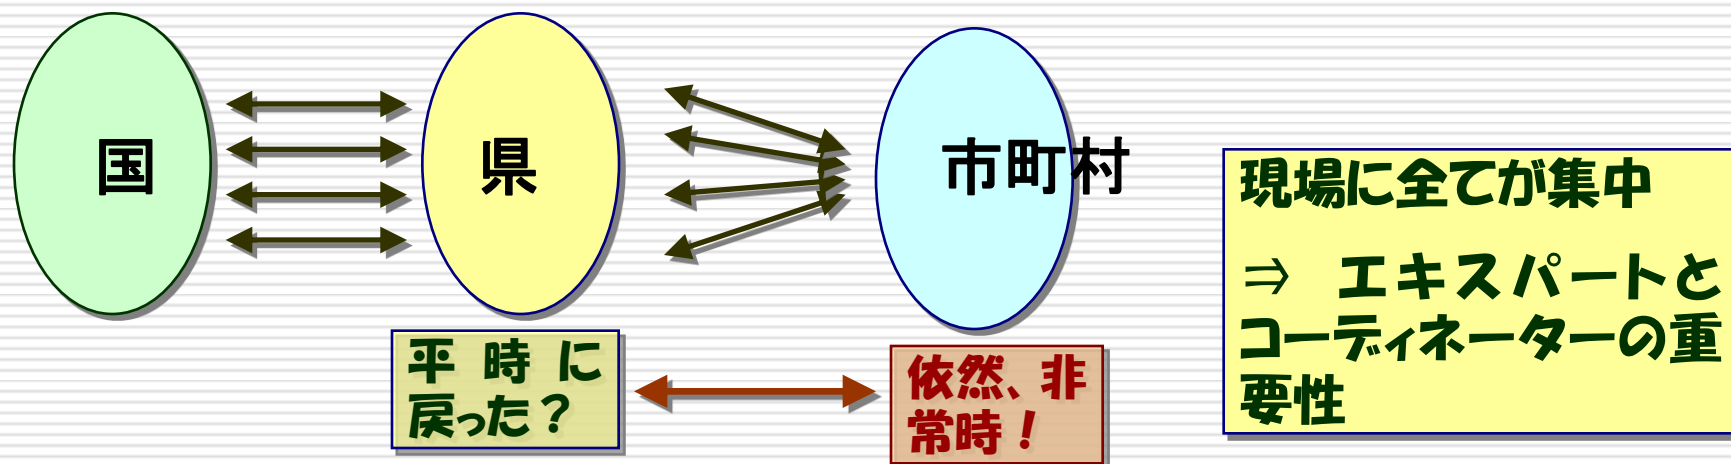 国
県
市町村
平時に
戻った？
依然、非
常時！
現場に全てが集中
⇒　エキスパートと
コーディネーターの重
要性